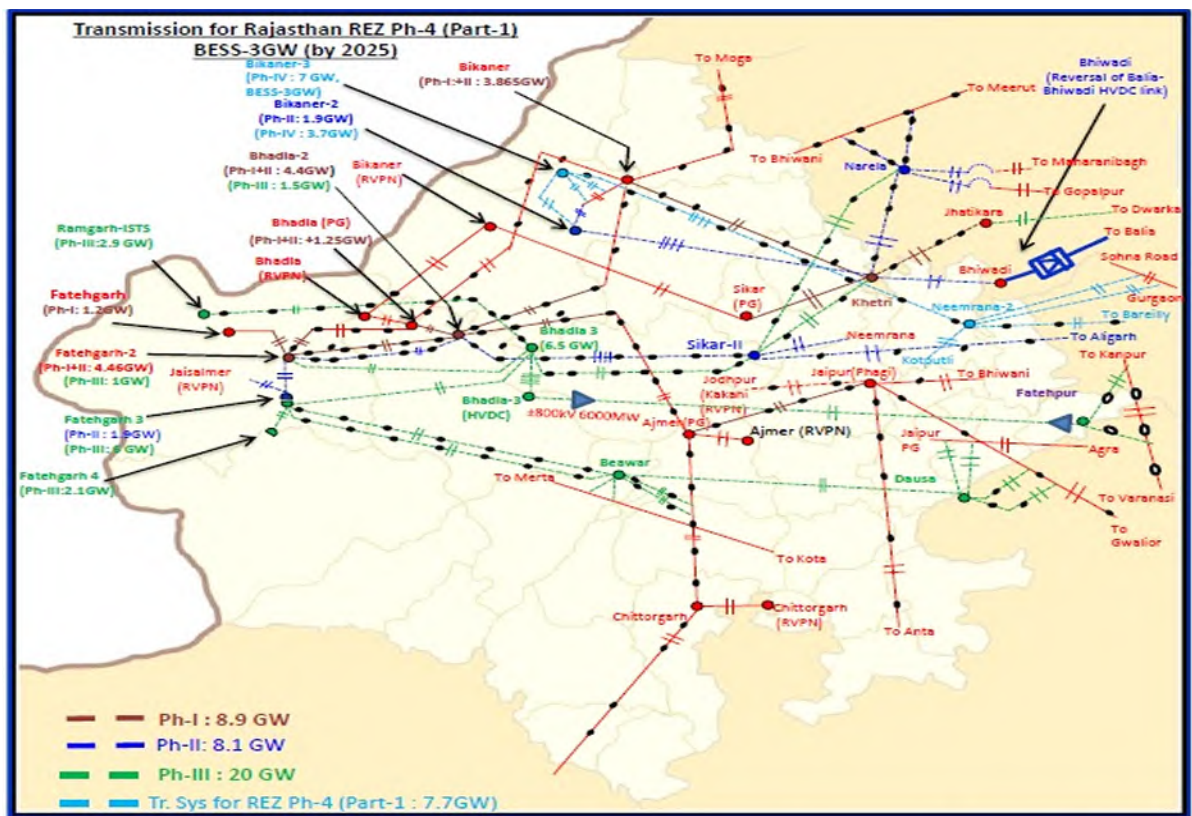 Transmission for Rajasthan REZ Ph-4 (Part-1)
BESS-3GW (by 2025)
Bikaner-3
(Ph-IV : 7 GW,
BESS-3GW)
Bikaner
(Ph-I:+II : 3.865GW)
To Moga
Bhiwadi
(Reversal of Balia-
Bhiwadi HVDC link)
Bikaner-2
(Ph-II: 1.9GW)
(Ph-IV : 3.7GW)
To Meerut
Bhadla-2
(Ph-I+II : 4.4GW)
(Ph-III : 1.5GW)
Bikaner
(RVPN)
To Bhiwani
Narela
To Maharanibagh
To Gopalpur
Ramgarh-ISTS
(Ph-III:2.9 GW)
Bhadla (PG)
(Ph-I+II: +1.25GW)
Bhadla
(RVPN)
Jhatikara
To Dwarka
To Balia
Bhiwadi
Sohna Road
Gurgaon
Fatehgarh
(Ph-I: 1.2GW)
Sikar
(PG)
Khetri
Neemrana-2
To Bareilly
Fatehgarh-2
(Ph-I+II: 4.46GW)
(Ph-III: 1GW)
Jaisalmer
(RVPN)
Bhadla 3
(6.5 GW)
Sikar-II
Neemrana
Kotputli
To Aligarh
To Kanpur
Fatehgarh 3
(Ph-II: 1.9GW)
(Ph-III: 6 GW)
Bhadla-3
(HVDC)
±800kV 6000MW
Jodhpur
(Kakani
(RVPN)
Jaipur(Phagi)
To Bhiwani
Fatehpur
Ajmer(PG)
Ajmer (RVPN)
Jaipur
PG
Agra
Fatehgarh 4
(Ph-III:2.1GW)
Beawar
To Merta
Dausa
To Varanasi
To
Gwalior
To Kota
Chittorgarh
Chittorgarh
(RVPN)
To Anta
Ph-I : 8.9 GW
Ph-II: 8.1 GW
Ph-III : 20 GW
Tr. Sys for REZ Ph-4 (Part-1 : 7.7GW)